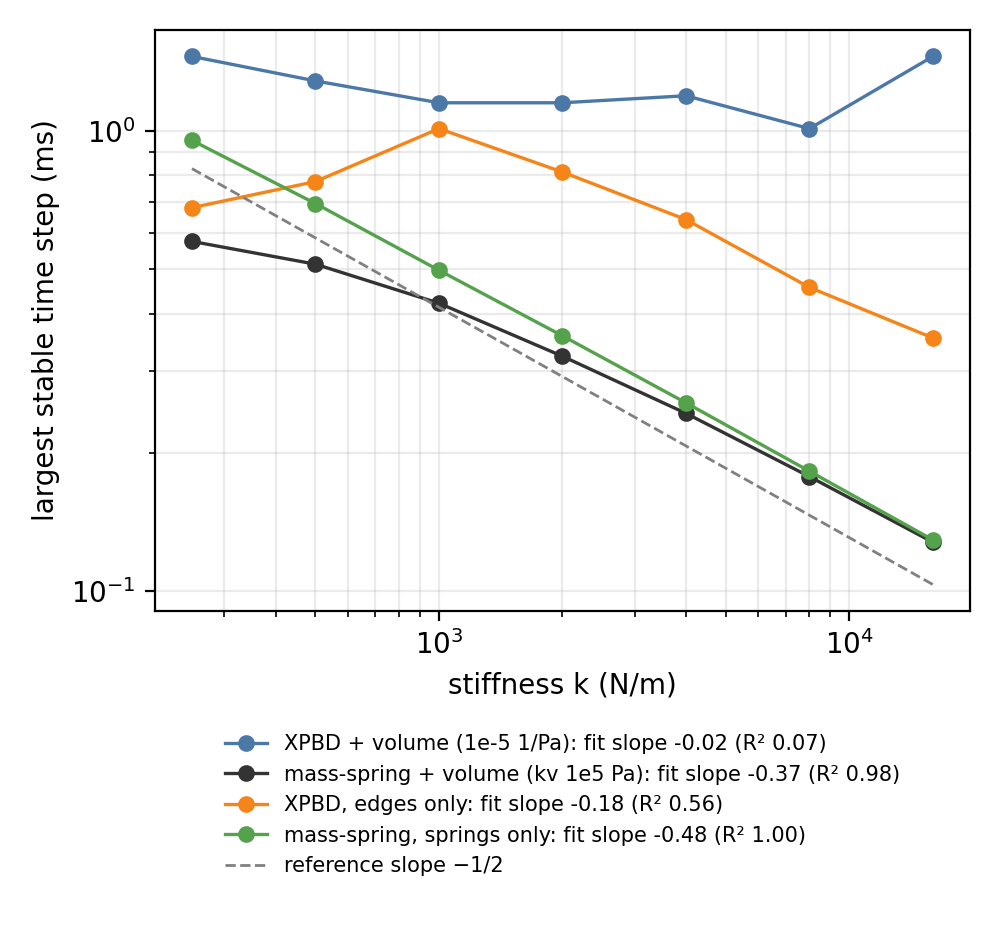 10⁰
10⁻¹
largest stable time step (ms)
10³
10⁴
stiffness k (N/m)
XPBD + volume (1e-5 1/Pa): fit slope -0.02 (R² 0.07)
mass-spring + volume (kv 1e5 Pa): fit slope -0.37 (R² 0.98)
XPBD, edges only: fit slope -0.18 (R² 0.56)
mass-spring, springs only: fit slope -0.48 (R² 1.00)
reference slope −1/2